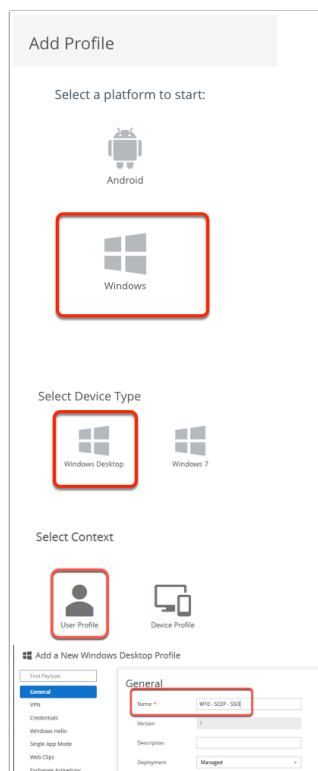 Add Profile
Select a platform to start:
Android
Windows
Select Device Type
Windows Desktop
Windows 7
Select Context
User Profile
Device Profile
Add a New Windows Desktop Profile
Find Payload
General
General
Name *
W10 - SCEP - SSO
VPN
Version
1
Credentials
Windows Hello
Description
Single App Mode
Web Clips
Deployment
Managed
Exchange ActiveSync